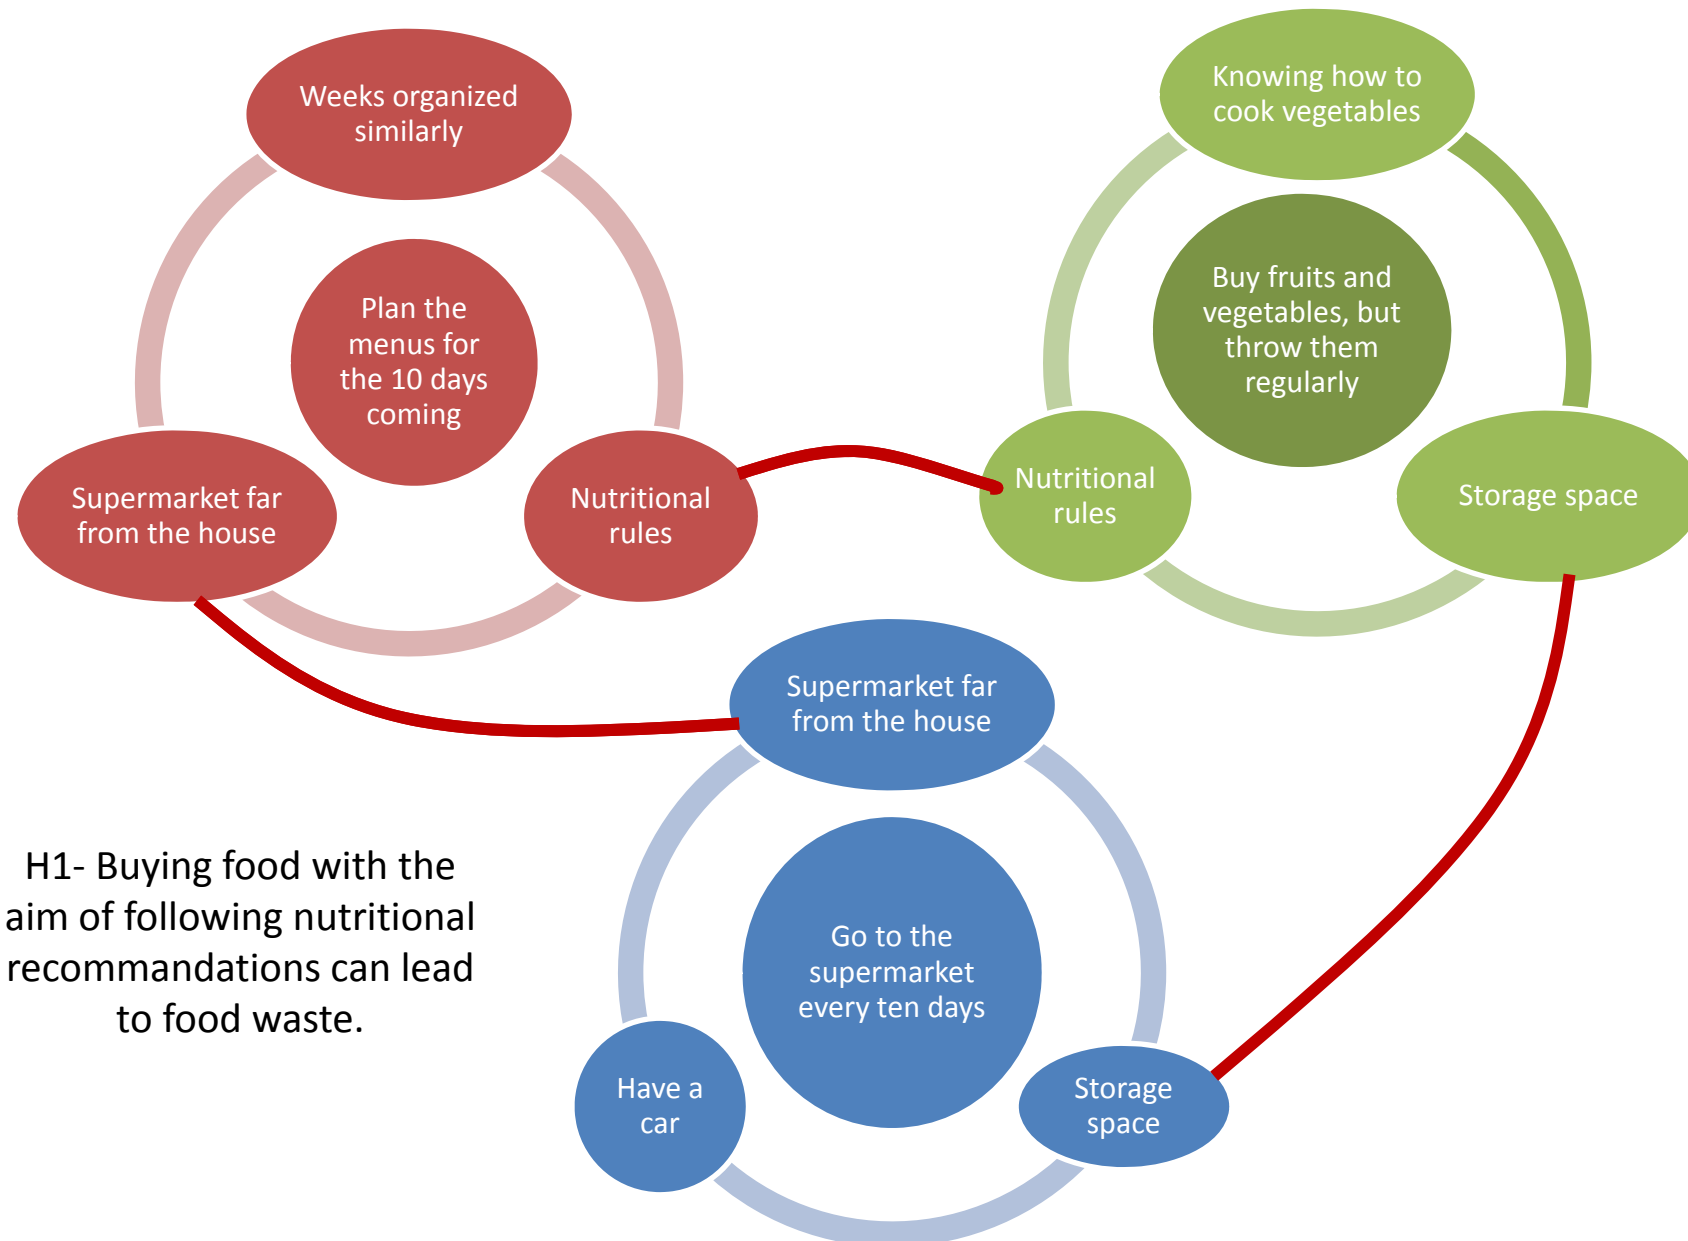 Weeks organized
similarly
Plan the
menus for
the 10 days
coming
Supermarket far
from the house
Nutritional
rules
Knowing how to
cook vegetables
Buy fruits and
vegetables, but
throw them
regularly
Nutritional
rules
Storage space
Supermarket far
from the house
Go to the
supermarket
every ten days
Have a
car
Storage
space
H1- Buying food with the
aim of following nutritional
recommandations can lead
to food waste.